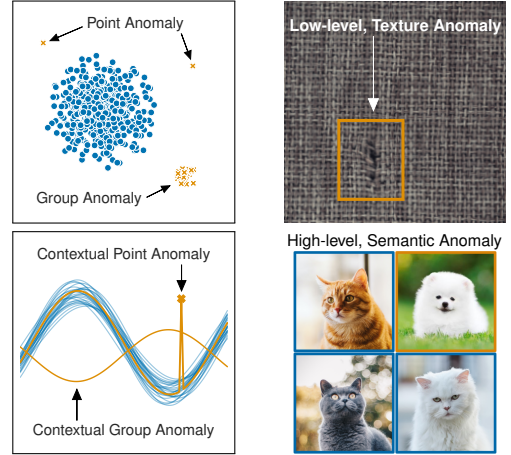 Point Anomaly
Group Anomaly
Low-level, Texture Anomaly
Contextual Point Anomaly
Contextual Group Anomaly
High-level, Semantic Anomaly